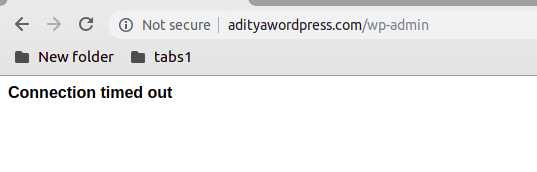 Not secure | adityawordpress.com/wp-admin
New folder tabs1
Connection timed out